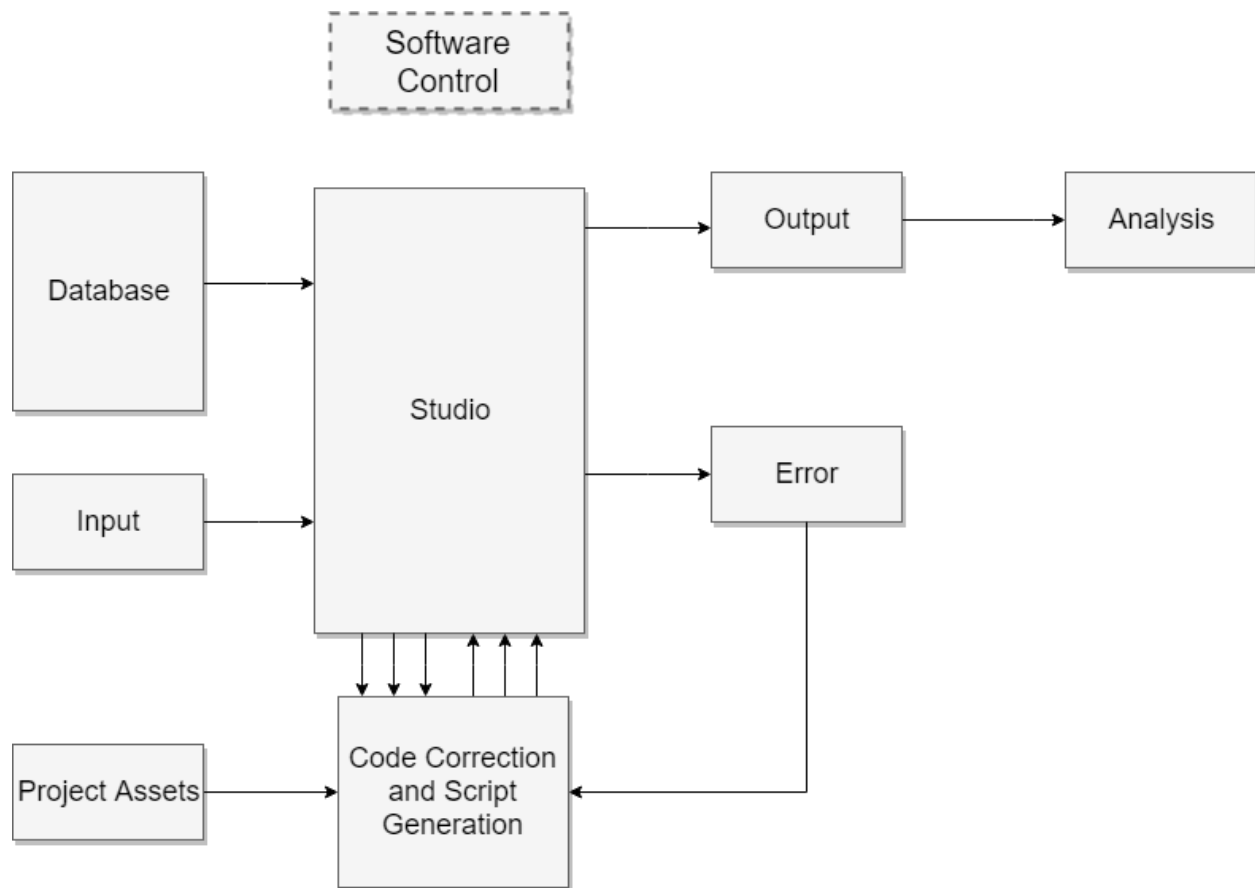 Software
Control
Database
Studio
Output
Analysis
Input
Error
Project Assets
Code Correction
and Script
Generation